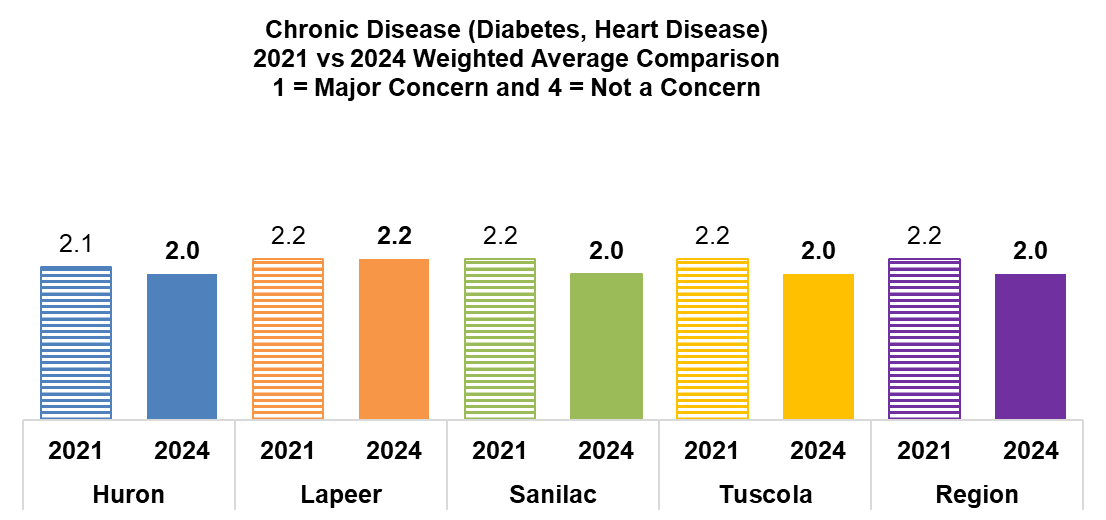 Chronic Disease (Diabetes, Heart Disease)
2021 vs 2024 Weighted Average Comparison
1 = Major Concern and 4 = Not a Concern
2.1 2.0 2.2 2.2 2.2 2.0 2.2 2.0 2.2 2.0
2021 2024 2021 2024 2021 2024 2021 2024 2021 2024
Huron Lapeer Sanilac Tuscola Region